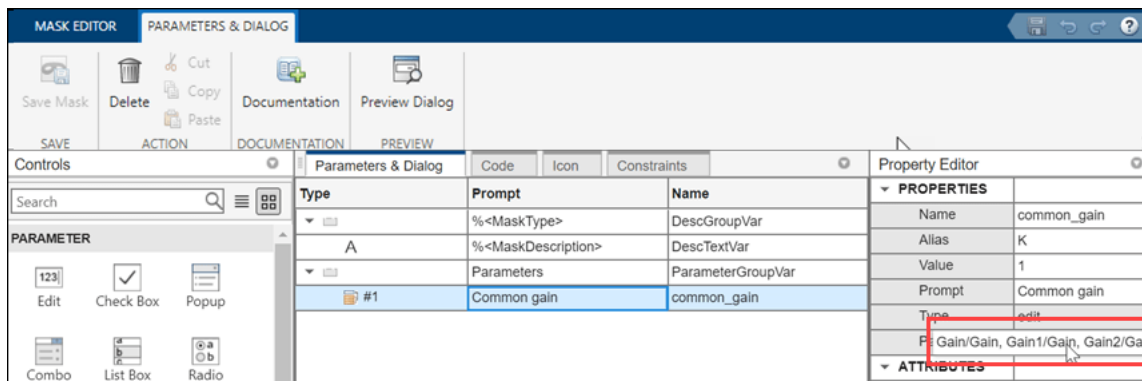 MASK EDITOR PARAMETERS & DIALOG ?
Save Mask Delete Cut Copy Paste Documentation Preview Dialog
SAVE ACTION DOCUMENTATION PREVIEW
Controls Parameters & Dialog Code Icon Constraints Property Editor
Search Type Prompt Name PROPERTIES
%<MaskType> DescGroupVar Name common_gain
PARAMETER A %<MaskDescription> DescTextVar Alias K
123 Parameters ParameterGroupVar Value 1
Edit Check Box Popup #1 Common gain common_gain Prompt Common gain
Type edit
Gain/Gain, Gain1/Gain, Gain2/Ga
Combo List Box Radio ATTRIBUTES